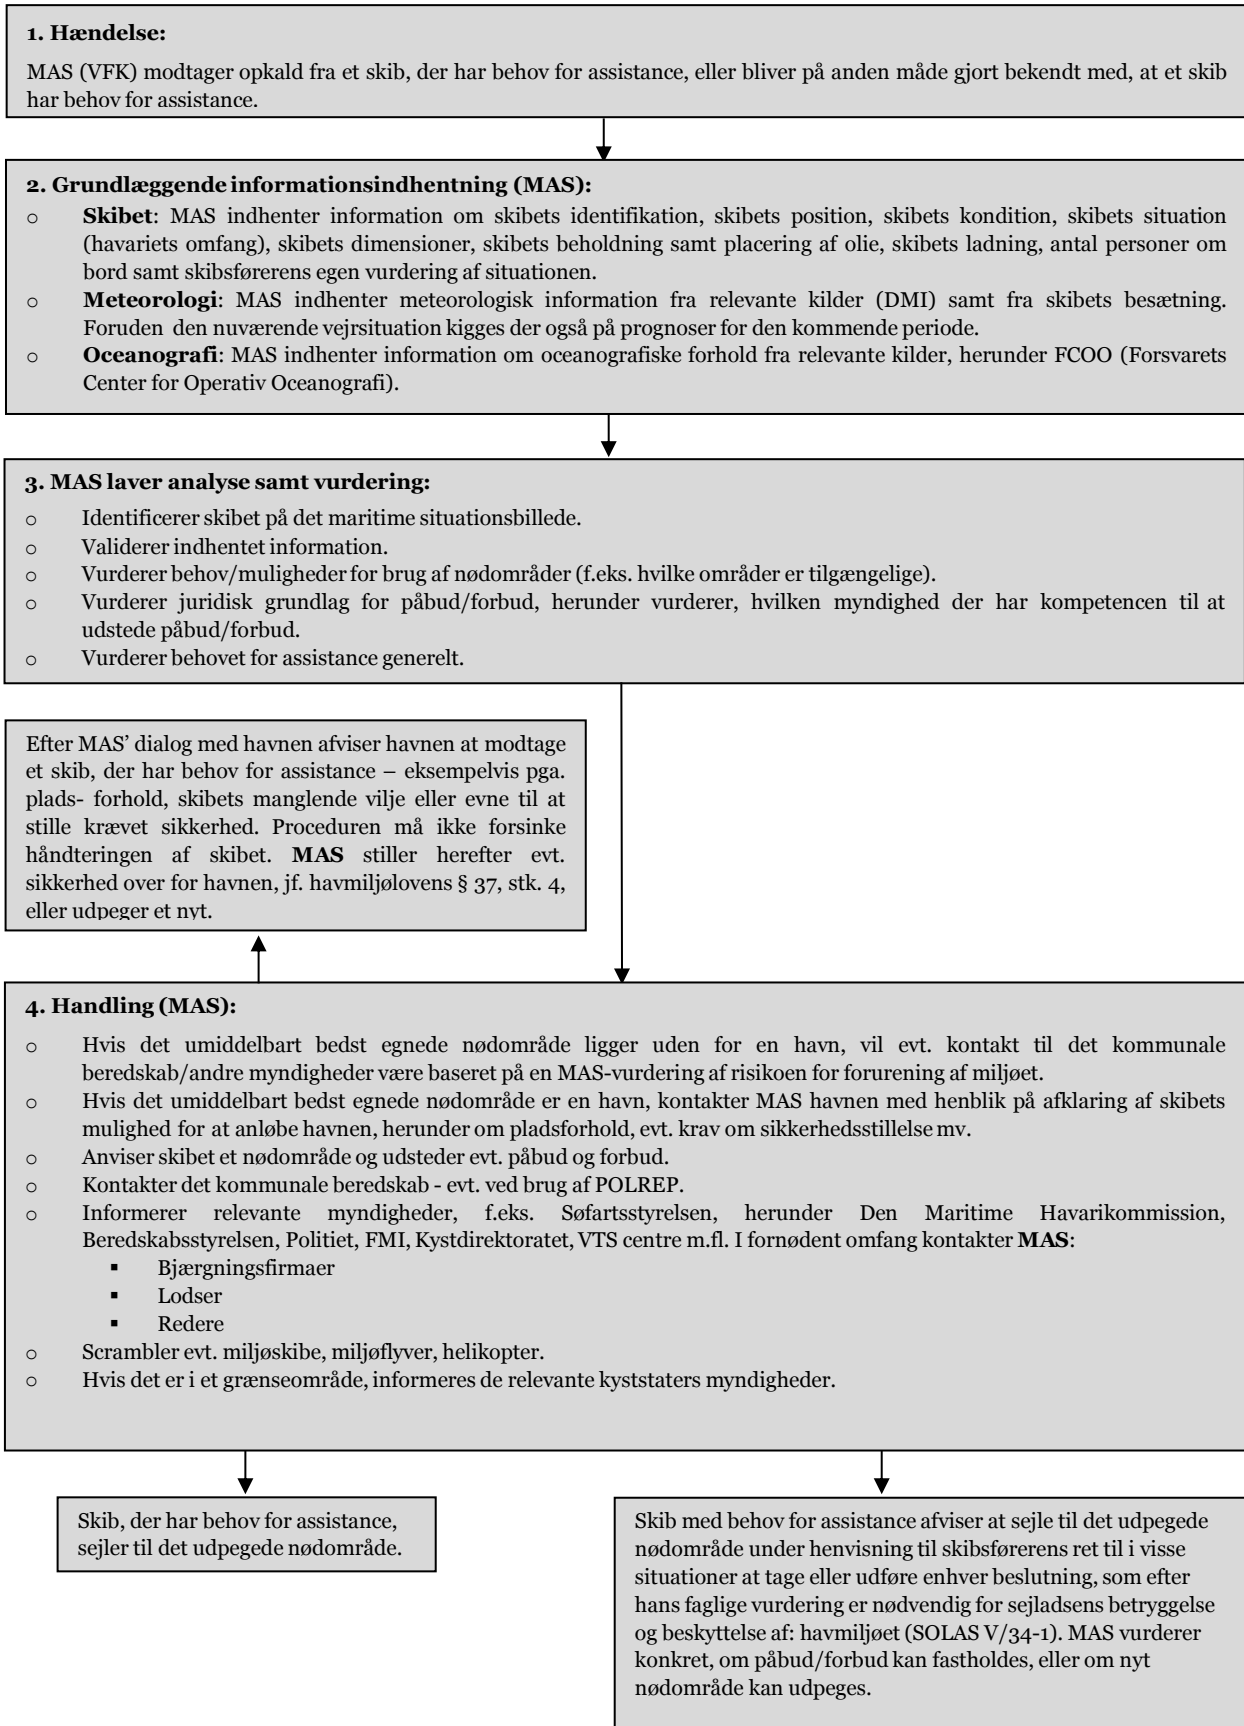 1. Hændelse:
MAS (VFK) modtager opkald fra et skib, der har behov for assistance, eller bliver på anden måde gjort bekendt med, at et skib
har behov for assistance.
2. Grundlæggende informationsindhentning (MAS):
o Skibet: MAS indhenter information om skibets identifikation, skibets position, skibets kondition, skibets situation
(havariets omfang), skibets dimensioner, skibets beholdning samt placering af olie, skibets ladning, antal personer om
bord samt skibsførerens egen vurdering af situationen.
o Meteorologi: MAS indhenter meteorologisk information fra relevante kilder (DMI) samt fra skibets besætning.
Foruden den nuværende vejrsituation kigges der også på prognoser for den kommende periode.
o Oceanografi: MAS indhenter information om oceanografiske forhold fra relevante kilder, herunder FCOO (Forsvarets
Center for Operativ Oceanografi).
3. MAS laver analyse samt vurdering:
o Identificerer skibet på det maritime situationsbillede.
o Validerer indhentet information.
o Vurderer behov/muligheder for brug af nødområder (f.eks. hvilke områder er tilgængelige).
o Vurderer juridisk grundlag for påbud/forbud, herunder vurderer, hvilken myndighed der har kompetencen til at
udstede påbud/forbud.
o Vurderer behovet for assistance generelt.
Efter MAS' dialog med havnen afviser havnen at modtage
et skib, der har behov for assistance – eksempelvis pga.
plads- forhold, skibets manglende vilje eller evne til at
stille krævet sikkerhed. Proceduren må ikke forsinke
håndteringen af skibet. MAS stiller herefter evt.
sikkerhed over for havnen, jf. havmiljølovens § 37, stk. 4,
eller udpeger et nyt.
4. Handling (MAS):
o Hvis det umiddelbart bedst egnede nødområde ligger uden for en havn, vil evt. kontakt til det kommunale
beredskab/andre myndigheder være baseret på en MAS-vurdering af risikoen for forurening af miljøet.
o Hvis det umiddelbart bedst egnede nødområde er en havn, kontakter MAS havnen med henblik på afklaring af skibets
mulighed for at anløbe havnen, herunder om pladsforhold, evt. krav om sikkerhedsstillelse mv.
o Anviser skibet et nødområde og udsteder evt. påbud og forbud.
o Kontakter det kommunale beredskab - evt. ved brug af POLREP.
o Informerer relevante myndigheder, f.eks. Søfartsstyrelsen, herunder Den Maritime Havarikommission,
Beredskabsstyrelsen, Politiet, FMI, Kystdirektoratet, VTS centre m.fl. I fornødent omfang kontakter MAS:
▪ Bjærgningsfirmaer
▪ Lodser
▪ Redere
o Scrambler evt. miljøskibe, miljøflyver, helikopter.
o Hvis det er i et grænseområde, informeres de relevante kyststaters myndigheder.
Skib, der har behov for assistance,
sejler til det udpegede nødområde.
Skib med behov for assistance afviser at sejle til det udpegede
nødområde under henvisning til skibsførerens ret til i visse
situationer at tage eller udføre enhver beslutning, som efter
hans faglige vurdering er nødvendig for sejladsens betryggelse
og beskyttelse af: havmiljøet (SOLAS V/34-1). MAS vurderer
konkret, om påbud/forbud kan fastholdes, eller om nyt
nødområde kan udpeges.